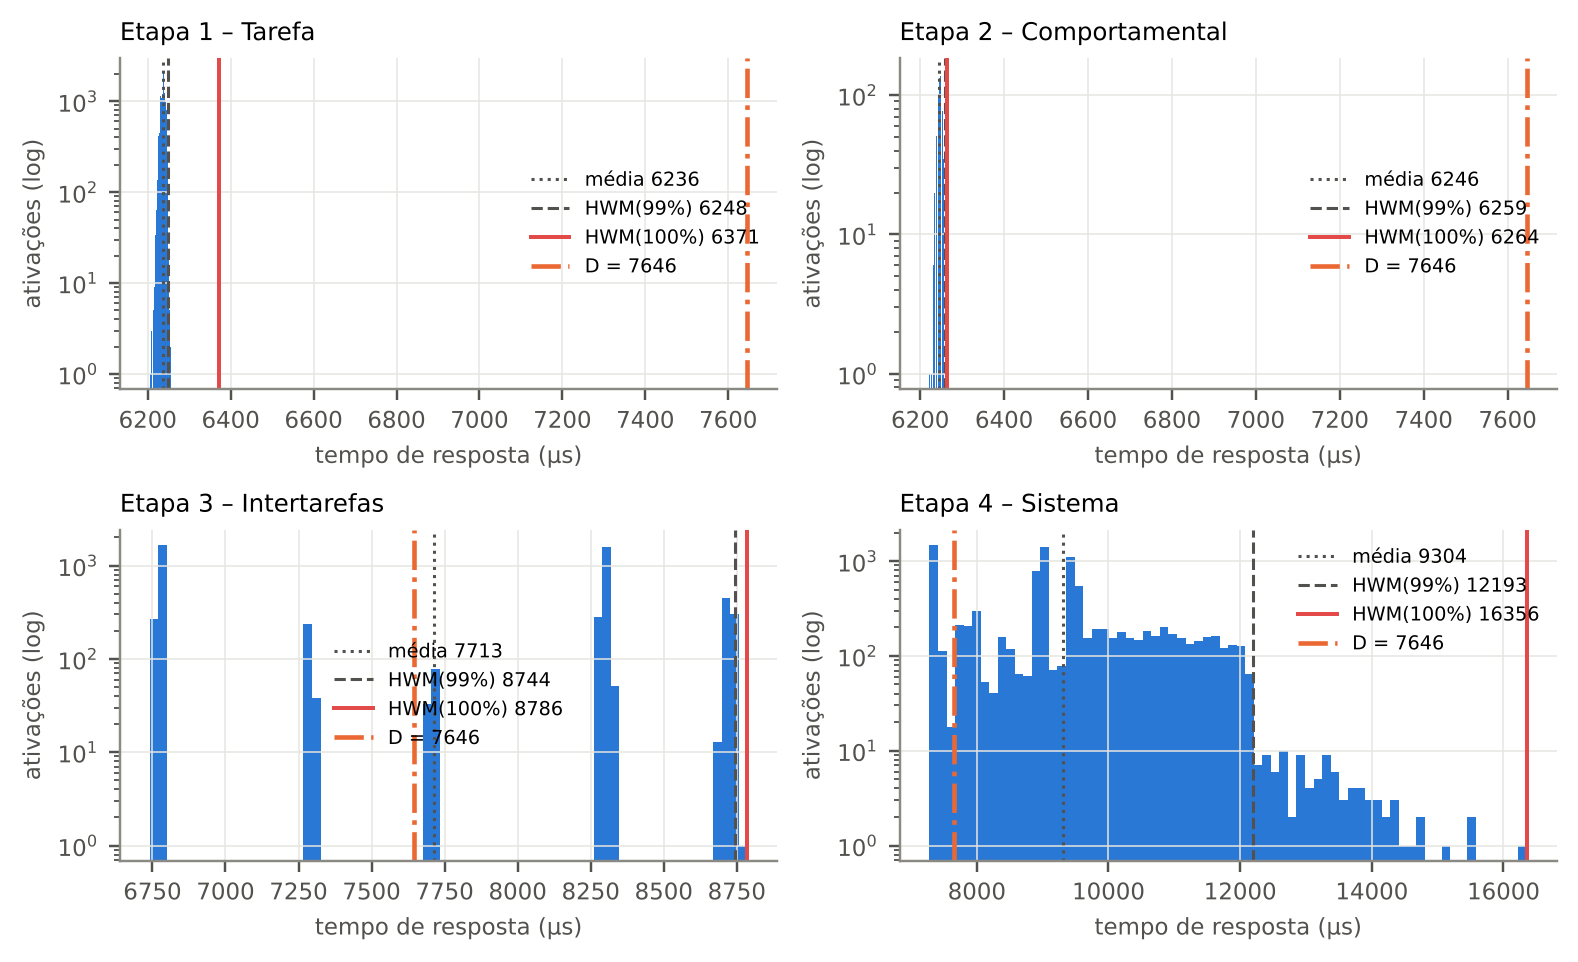 Etapa 1 – Tarefa
ativações (log)
10³
10²
10¹
10⁰
média 6236
HWM(99%) 6248
HWM(100%) 6371
D = 7646
6200 6400 6600 6800 7000 7200 7400 7600
tempo de resposta (µs)
Etapa 2 – Comportamental
ativações (log)
10²
10¹
10⁰
média 6246
HWM(99%) 6259
HWM(100%) 6264
D = 7646
6200 6400 6600 6800 7000 7200 7400 7600
tempo de resposta (µs)
Etapa 3 – Intertarefas
ativações (log)
10³
10²
10¹
10⁰
média 7713
HWM(99%) 8744
HWM(100%) 8786
D = 7646
6750 7000 7250 7500 7750 8000 8250 8500 8750
tempo de resposta (µs)
Etapa 4 – Sistema
ativações (log)
10³
10²
10¹
10⁰
média 9304
HWM(99%) 12193
HWM(100%) 16356
D = 7646
8000 10000 12000 14000 16000
tempo de resposta (µs)